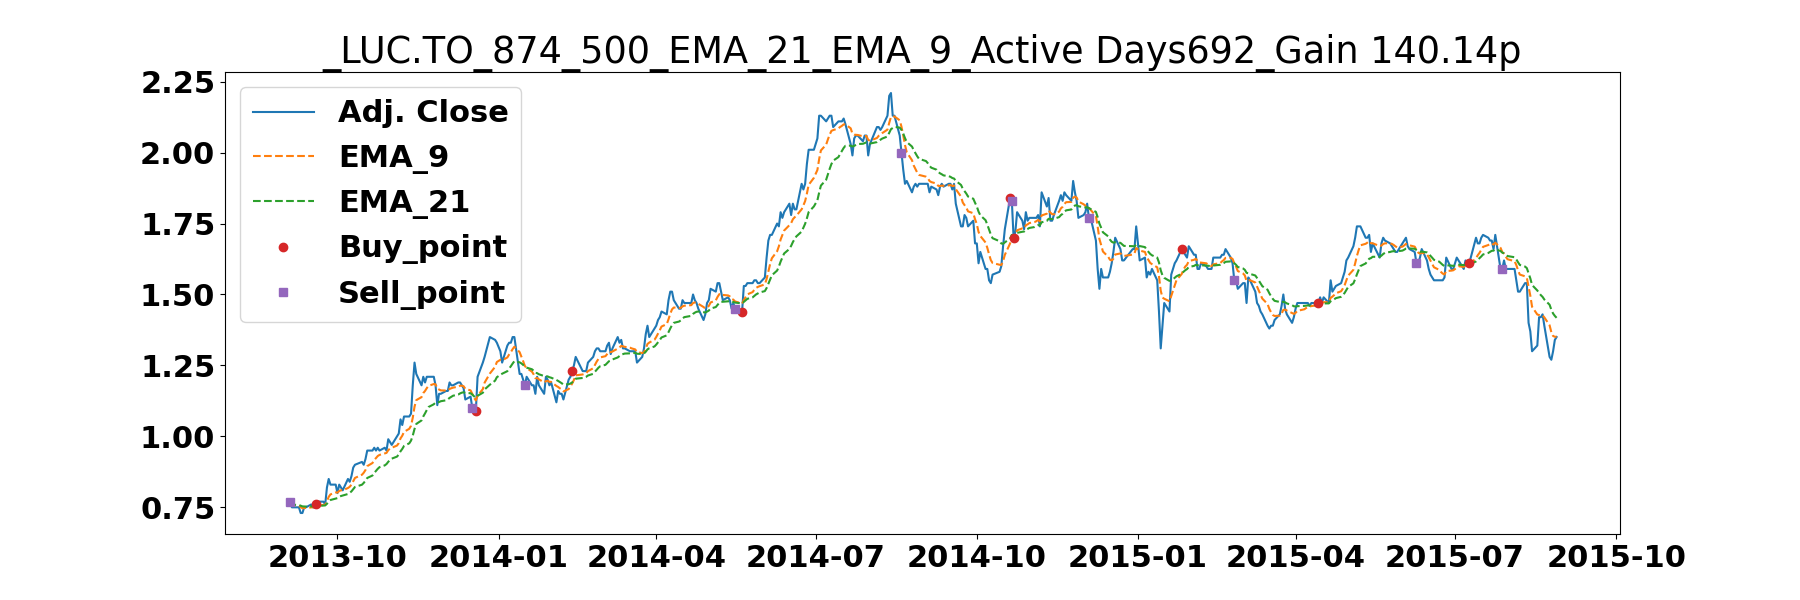 _LUC.TO_874_500_EMA_21_EMA_9_Active Days692_Gain 140.14p
2.25
2.00
1.75
1.50
1.25
1.00
0.75
Adj. Close
EMA_9
EMA_21
Buy_point
Sell_point
2013-10 2014-01 2014-04 2014-07 2014-10 2015-01 2015-04 2015-07 2015-10